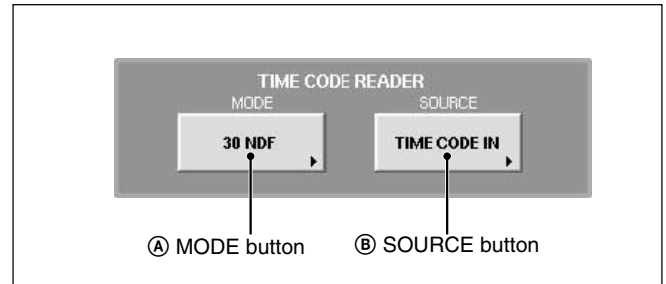 TIME CODE READER
MODE SOURCE
30 NDF TIME CODE IN
Ⓐ MODE button Ⓑ SOURCE button